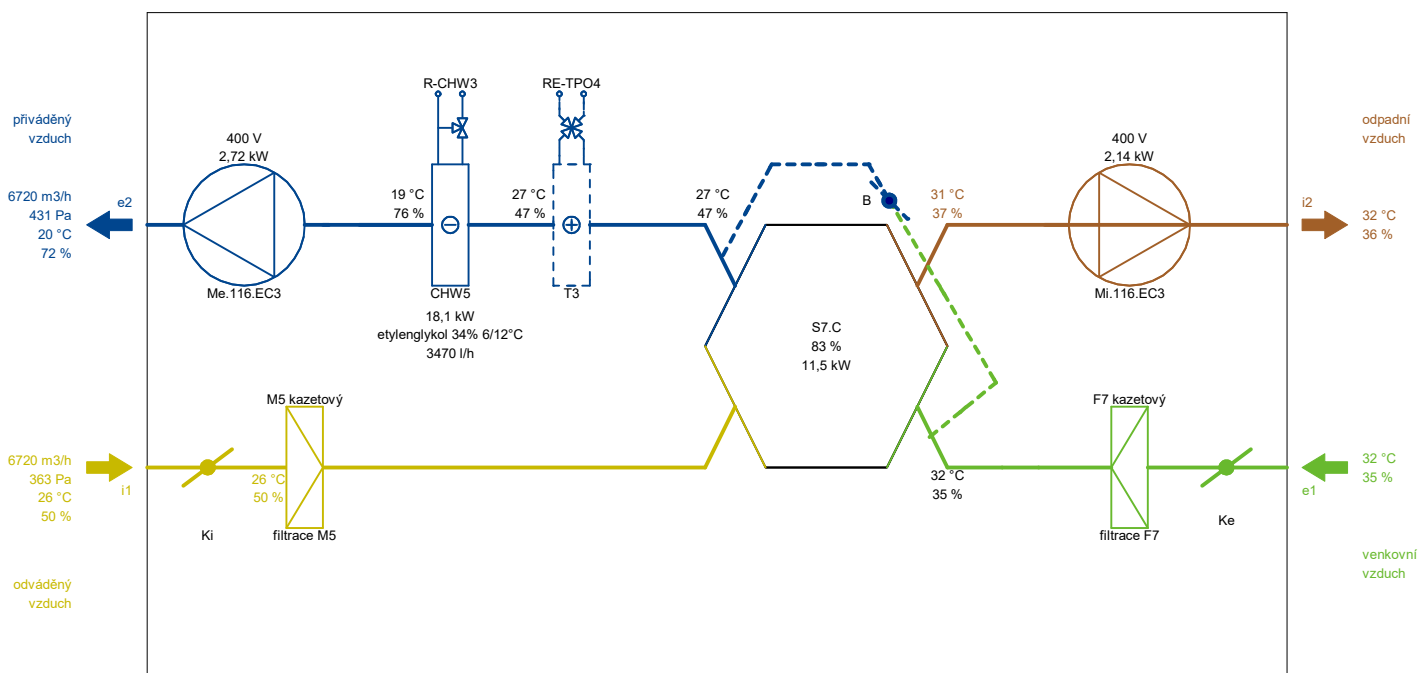 R-CHW3
RE-TPO4
přiváděný
vzduch
400 V
2,72 kW
400 V
2,14 kW
odpadní
vzduch
6720 m3/h
431 Pa
20 °C
72 %
e2
19 °C
76 %
27 °C
47 %
27 °C
47 %
B
31 °C
37 %
i2
32 °C
36 %
Me.116.EC3
CHW5
T3
Mi.116.EC3
18,1 kW
etylenglykol 34% 6/12°C
3470 l/h
S7.C
83 %
11,5 kW
M5 kazetový
F7 kazetový
6720 m3/h
363 Pa
26 °C
50 %
i1
26 °C
50 %
32 °C
35 %
32 °C
35 %
e1
Ki
filtrace M5
filtrace F7
Ke
odváděný
vzduch
venkovní
vzduch